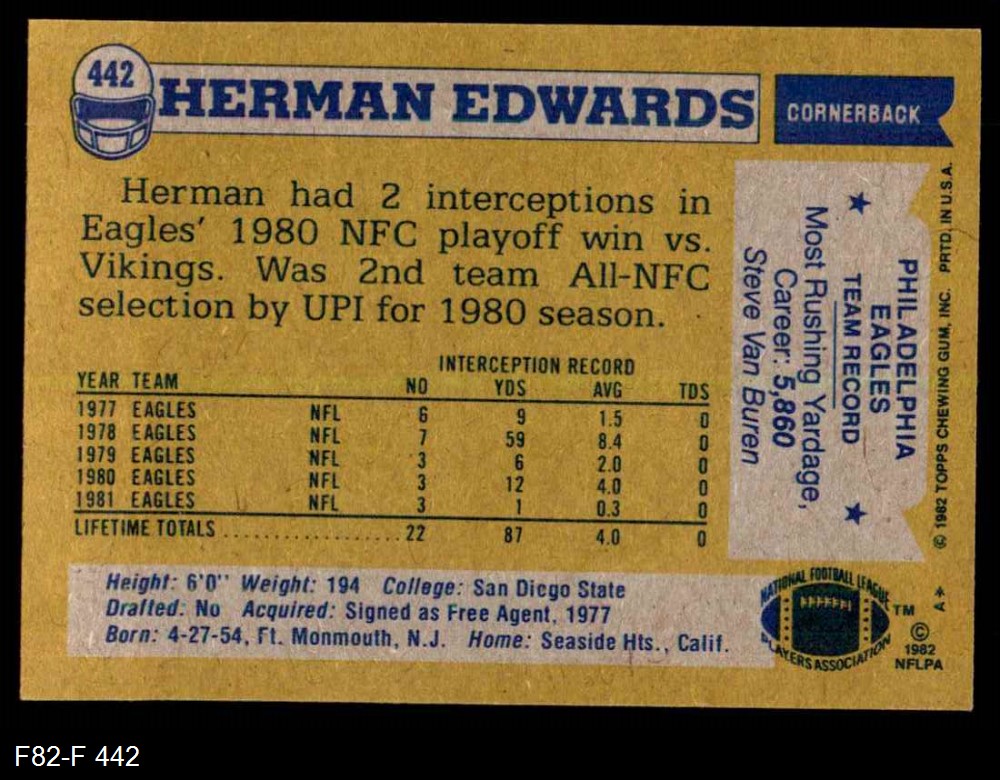 442
HERMAN EDWARDS
CORNERBACK
Herman had 2 interceptions in
Eagles' 1980 NFC playoff win vs.
Vikings. Was 2nd team All-NFC
selection by UPI for 1980 season.
INTERCEPTION RECORD
YEAR TEAM NO YDS AVG TDS
1977 EAGLES NFL 6 9 1.5 0
1978 EAGLES NFL 7 59 8.4 0
1979 EAGLES NFL 3 6 2.0 0
1980 EAGLES NFL 3 12 4.0 0
1981 EAGLES NFL 3 1 0.3 0
LIFETIME TOTALS .................... 22 87 4.0 0
Height: 6'0" Weight: 194 College: San Diego State
Drafted: No Acquired: Signed as Free Agent, 1977
Born: 4-27-54, Ft. Monmouth, N.J. Home: Seaside Hts., Calif.
PHILADELPHIA
EAGLES
★ TEAM RECORD ★
Most Rushing Yardage,
Career: 5,860
Steve Van Buren
© 1982 TOPPS CHEWING GUM, INC. PRTD. IN U.S.A.
NATIONAL FOOTBALL LEAGUE
PLAYERS ASSOCIATION
TM
A*
©
1982
NFLPA
F82-F 442